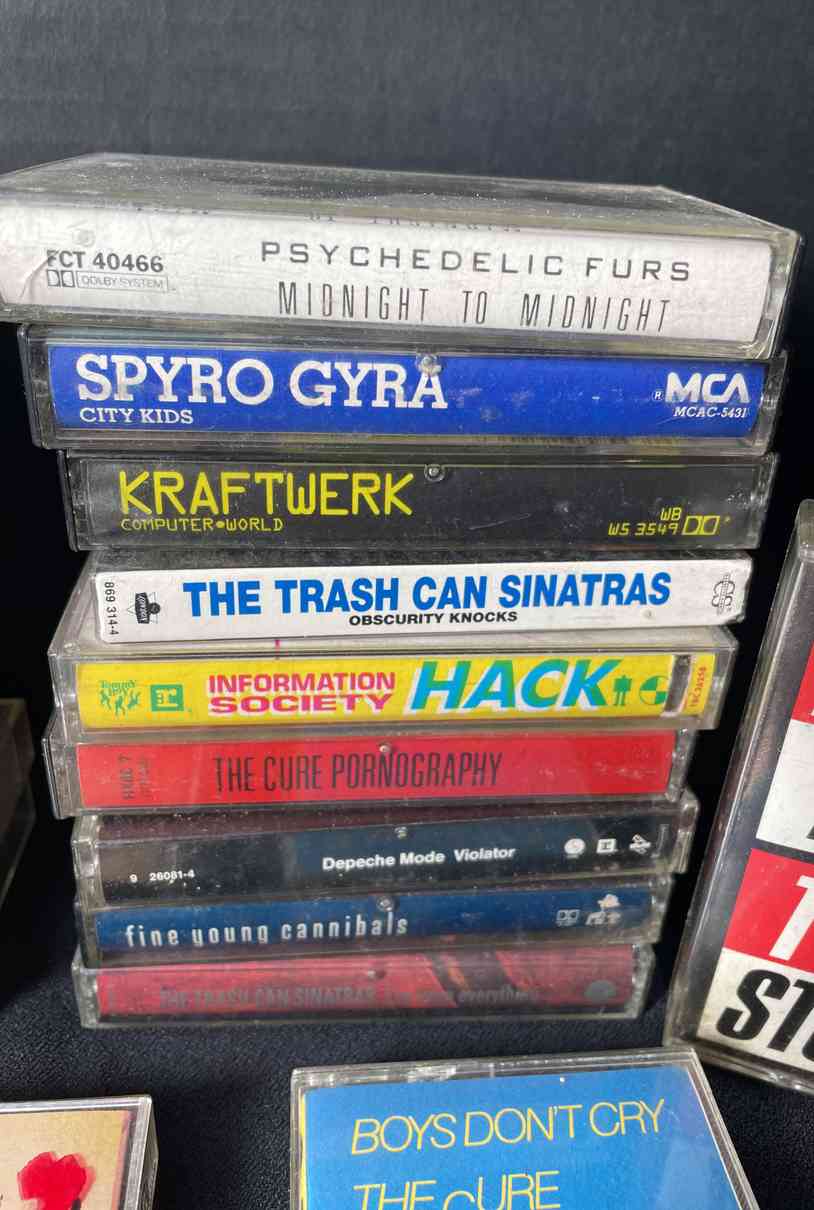 FCT 40466
DOLBY SYSTEM
PSYCHEDELIC FURS
MIDNIGHT TO MIDNIGHT
SPYRO GYRA
CITY KIDS
® MCA
MCAC-5431
KRAFTWERK
COMPUTER•WORLD
WB
W5 3549
869 314-4
THE TRASH CAN SINATRAS
OBSCURITY KNOCKS
Tommy Boy
INFORMATION
SOCIETY
HACK
THE CURE PORNOGRAPHY
9 26081-4
Depeche Mode Violator
fine young cannibals
THE TRASH CAN SINATRAS everything
BOYS DON'T CRY
THE CURE